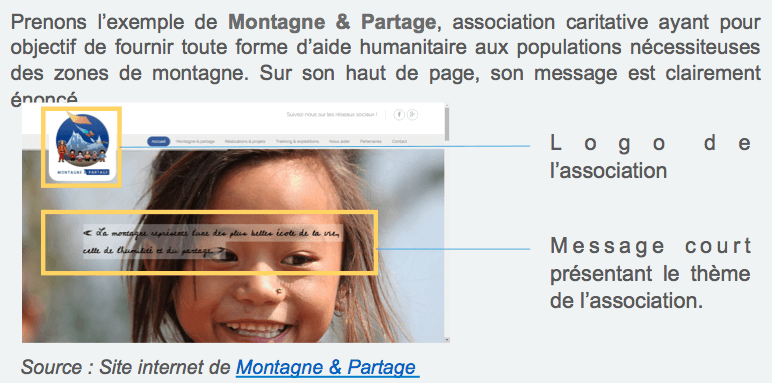 Prenons l'exemple de Montagne & Partage, association caritative ayant pour
objectif de fournir toute forme d'aide humanitaire aux populations nécessiteuses
des zones de montagne. Sur son haut de page, son message est clairement
énoncé
Suivez-nous sur les réseaux sociaux !
Accueil Montagne & partage Réalisations & projets Trekking & expéditions Nous aider Partenaires Contact
MONTAGNE PARTAGE
« La montagne représente l'une des plus belles école de la vie,
celle de l'humilité et du partage »
Logo de
l'association
Message court
présentant le thème
de l'association.
Source : Site internet de Montagne & Partage